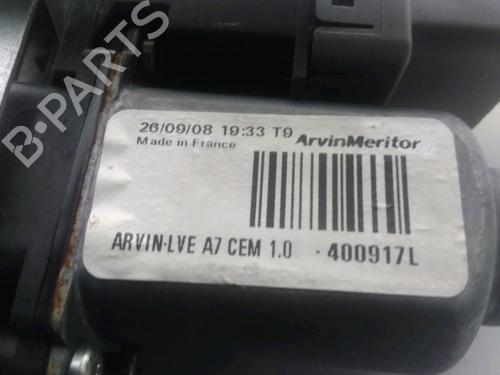 26/09/08 19:33 T9
Made in France
ArvinMeritor
ARVIN-LVE A7 CEM 1.0 · 400917L
B-PARTS